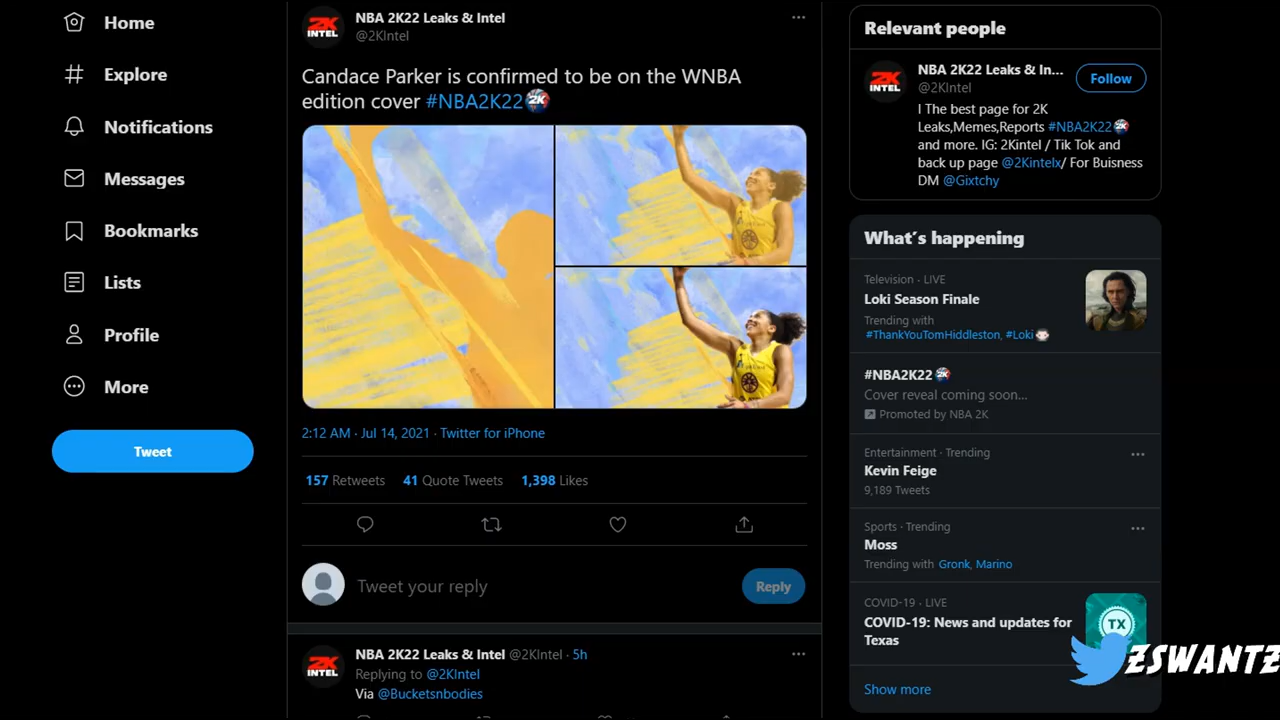 Home
Explore
Notifications
Messages
Bookmarks
Lists
Profile
More
Tweet
2K INTEL
NBA 2K22 Leaks & Intel
@2KIntel
Candace Parker is confirmed to be on the WNBA
edition cover #NBA2K22
2:12 AM · Jul 14, 2021 · Twitter for iPhone
157 Retweets 41 Quote Tweets 1,398 Likes
Tweet your reply
Reply
2K INTEL
NBA 2K22 Leaks & Intel @2KIntel · 5h
Replying to @2KIntel
Via @Bucketsnbodies
Relevant people
2K INTEL
NBA 2K22 Leaks & In...
@2KIntel
Follow
I The best page for 2K
Leaks,Memes,Reports #NBA2K22
and more. IG: 2Kintel / Tik Tok and
back up page @2Kintelx/ For Buisness
DM @Gixtchy
What's happening
Television · LIVE
Loki Season Finale
Trending with
#ThankYouTomHiddleston, #Loki
#NBA2K22
Cover reveal coming soon...
Promoted by NBA 2K
Entertainment · Trending
Kevin Feige
9,189 Tweets
Sports · Trending
Moss
Trending with Gronk, Marino
COVID-19 · LIVE
COVID-19: News and updates for
Texas
TX
Show more
ZSWANTZ